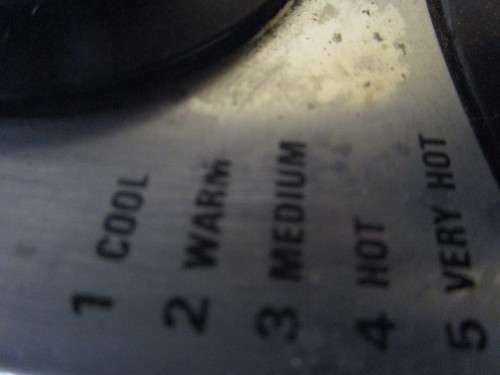 1 COOL
2 WARM
3 MEDIUM
4 HOT
5 VERY HOT